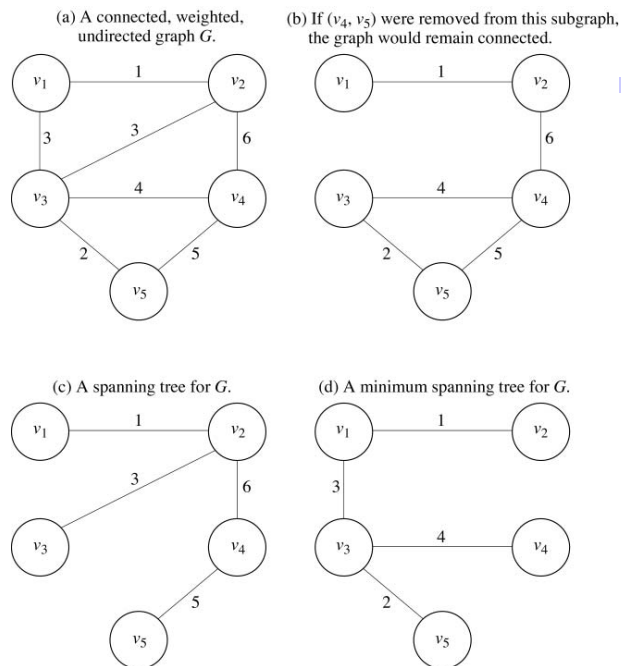 (a) A connected, weighted,
undirected graph G.
v1
1
v2
3
3
6
v3
4
v4
2
5
v5
(b) If (v4, v5) were removed from this subgraph,
the graph would remain connected.
v1
1
v2
6
v3
4
v4
2
5
v5
(c) A spanning tree for G.
v1
1
v2
3
6
v3
v4
5
v5
(d) A minimum spanning tree for G.
v1
1
v2
3
v3
4
v4
2
v5